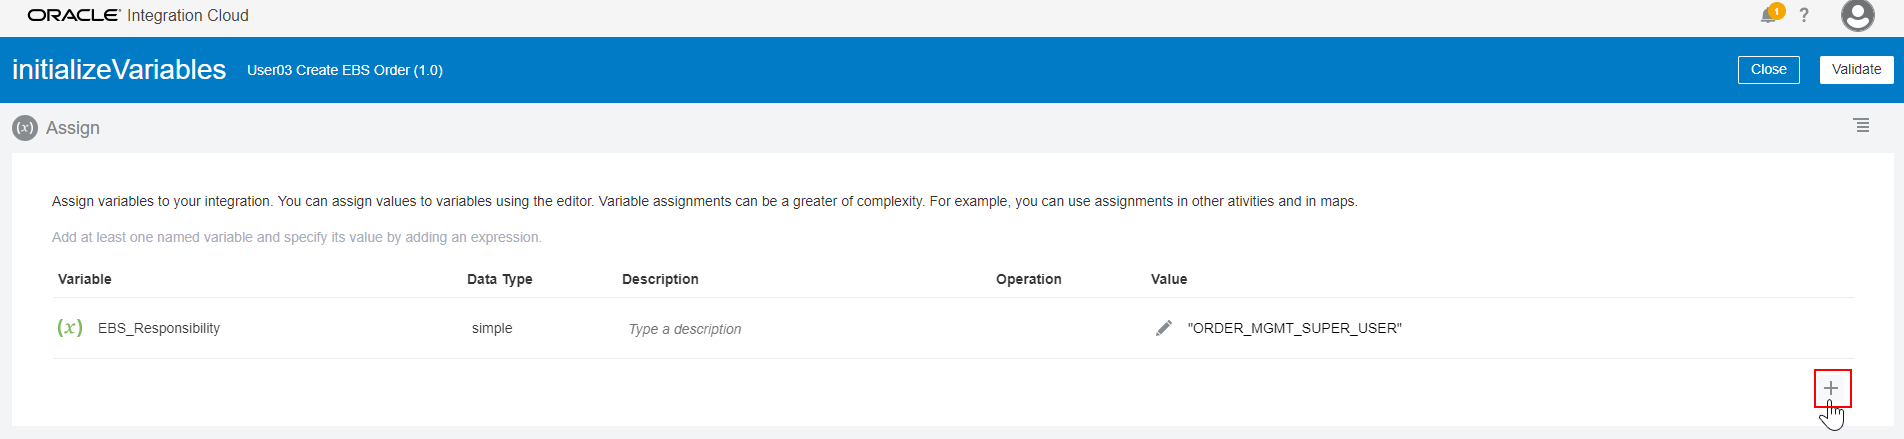 ORACLE® Integration Cloud
1 ?
initializeVariables User03 Create EBS Order (1.0) Close Validate
(x) Assign
Assign variables to your integration. You can assign values to variables using the editor. Variable assignments can be a greater of complexity. For example, you can use assignments in other ativities and in maps.
Add at least one named variable and specify its value by adding an expression.
Variable Data Type Description Operation Value
(x) EBS_Responsibility simple Type a description "ORDER_MGMT_SUPER_USER"